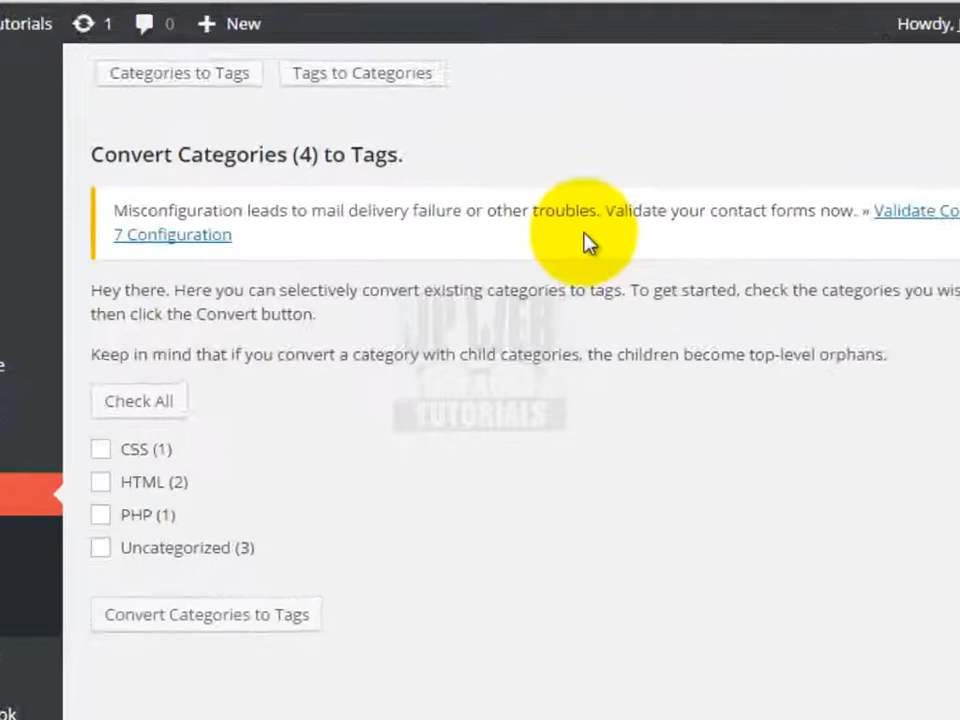 utorials 1 0 New Howdy,
Categories to Tags Tags to Categories
Convert Categories (4) to Tags.
Misconfiguration leads to mail delivery failure or other troubles. Validate your contact forms now. » Validate Co
7 Configuration
Hey there. Here you can selectively convert existing categories to tags. To get started, check the categories you wis
then click the Convert button.
Keep in mind that if you convert a category with child categories, the children become top-level orphans.
e
Check All
CSS (1)
HTML (2)
PHP (1)
Uncategorized (3)
Convert Categories to Tags
ok
TUTORIALS